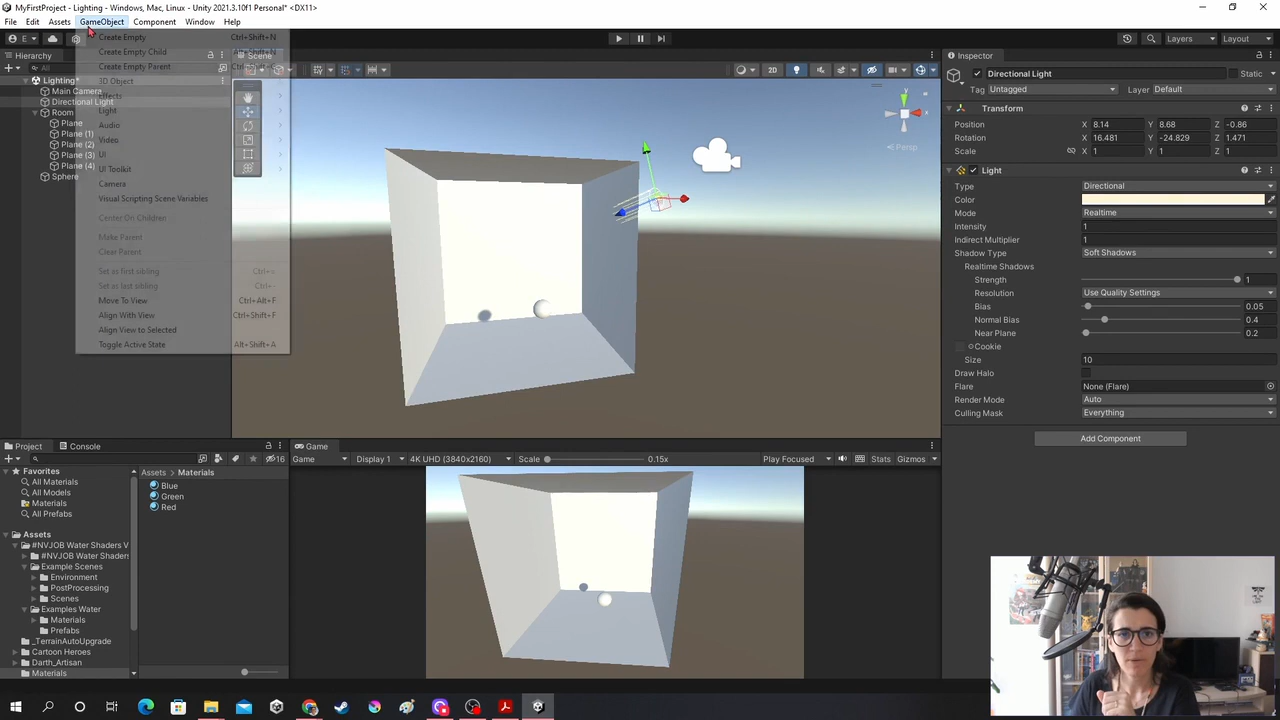 MyFirstProject - Lighting - Windows, Mac, Linux - Unity 2021.3.10f1 Personal* <DX11>
File Edit Assets GameObject Component Window Help
E
Layers
Layout
Hierarchy
All
Lighting*
Main Camera
Directional Light
Room
Plane
Plane (1)
Plane (2)
Plane (3)
Plane (4)
Sphere
Create Empty Ctrl+Shift+N
Create Empty Child
Create Empty Parent
3D Object
Effects
Light
Audio
Video
UI
UI Toolkit
Camera
Visual Scripting Scene Variables
Center On Children
Make Parent
Clear Parent
Set as first sibling Ctrl+=
Set as last sibling Ctrl+-
Move To View Ctrl+Alt+F
Align With View Ctrl+Shift+F
Align View to Selected
Toggle Active State Alt+Shift+A
Scene
2D
y
x
Persp
Inspector
Directional Light Static
Tag Untagged Layer Default
Transform
Position X 8.14 Y 8.68 Z -0.86
Rotation X 16.481 Y -24.829 Z 1.471
Scale X 1 Y 1 Z 1
Light
Type Directional
Color
Mode Realtime
Intensity 1
Indirect Multiplier 1
Shadow Type Soft Shadows
Realtime Shadows
Strength 1
Resolution Use Quality Settings
Bias 0.05
Normal Bias 0.4
Near Plane 0.2
Cookie
Size 10
Draw Halo
Flare None (Flare)
Render Mode Auto
Culling Mask Everything
Add Component
Project Console
16
Favorites
All Materials
All Models
Materials
All Prefabs
Assets
#NVJOB Water Shaders V
#NVJOB Water Shaders
Example Scenes
Environment
PostProcessing
Scenes
Examples Water
Materials
Prefabs
_TerrainAutoUpgrade
Cartoon Heroes
Darth_Artisan
Materials
Assets > Materials
Blue
Green
Red
Game
Game Display 1 4K UHD (3840x2160) Scale 0.15x Play Focused Stats Gizmos